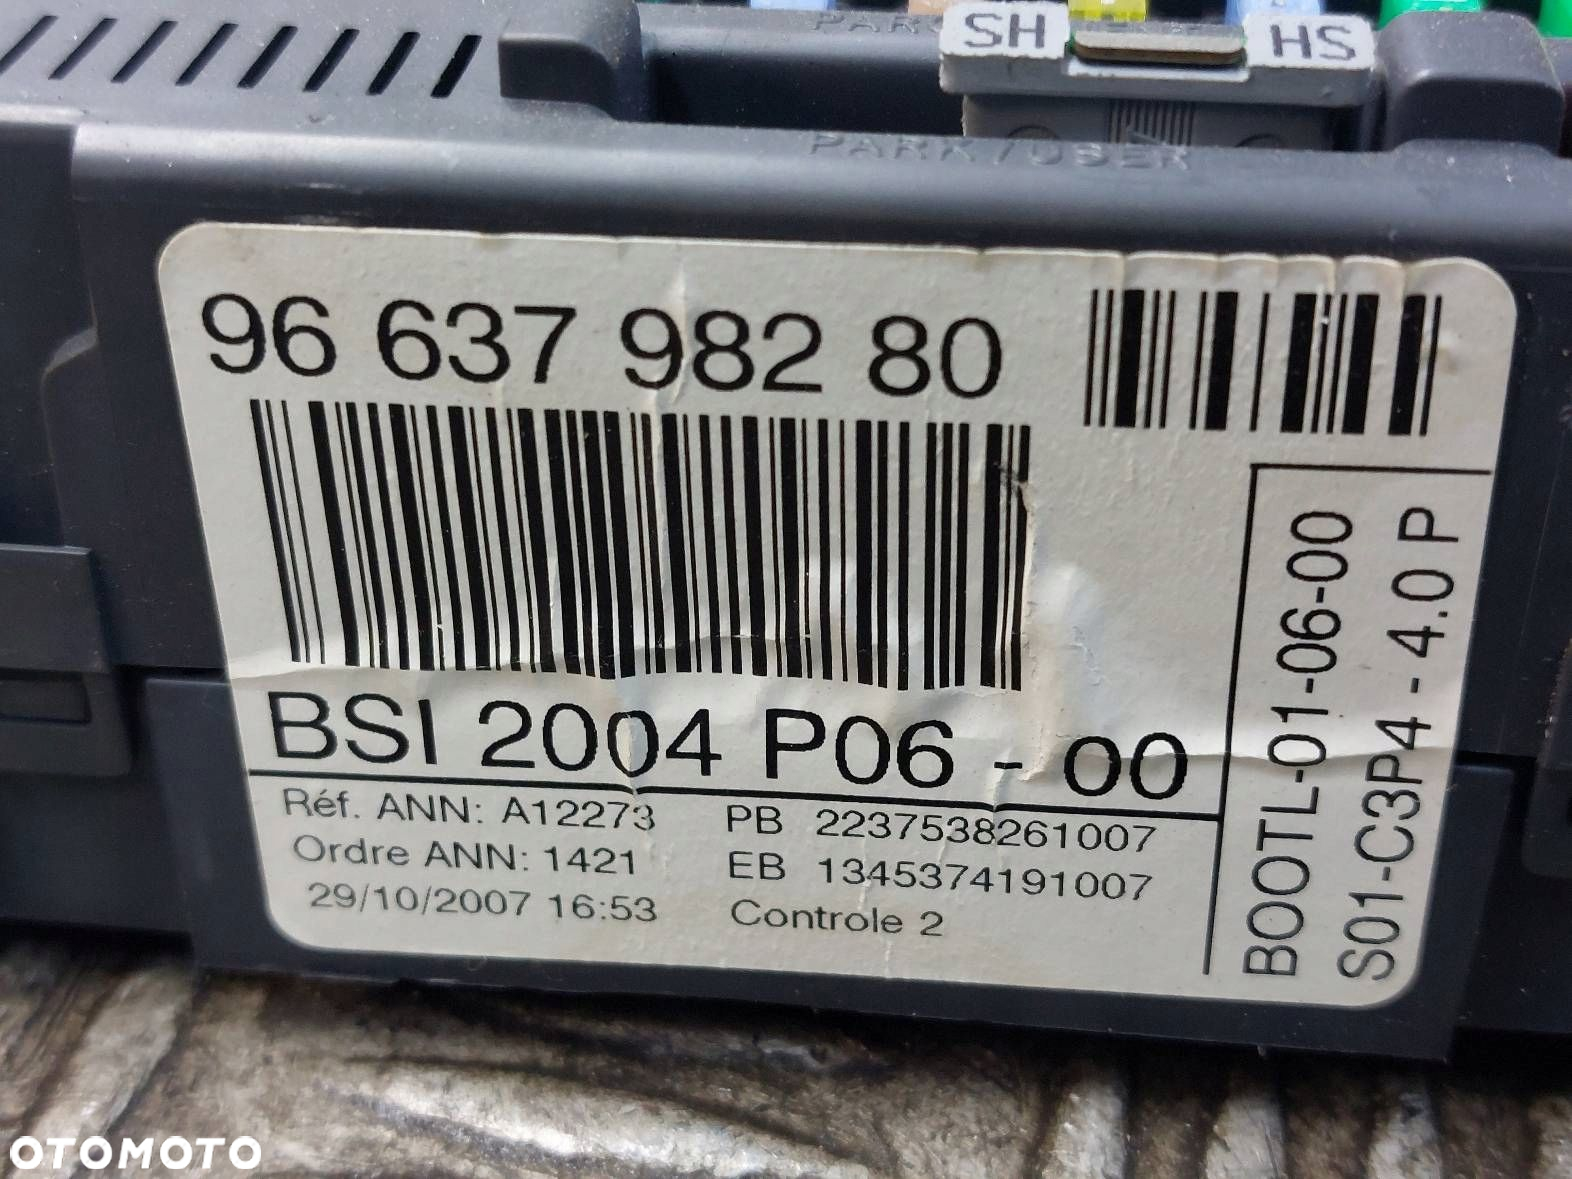 SH HS
PARK/USER
96 637 982 80
BSI 2004 P06 - 00
Réf. ANN: A12273 PB 2237538261007
Ordre ANN: 1421 EB 1345374191007
29/10/2007 16:53 Controle 2
BOOTL-01-06-00
S01-C3P4 - 4.0 P
OTOMOTO